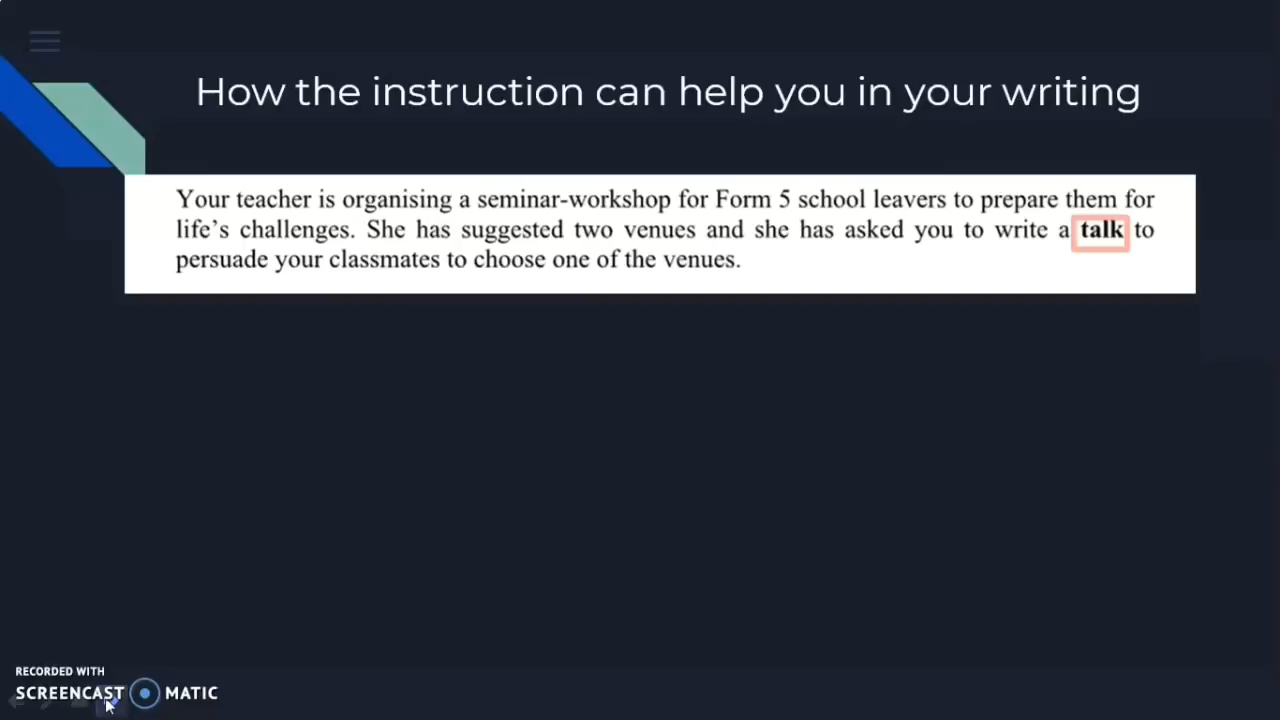 How the instruction can help you in your writing
Your teacher is organising a seminar-workshop for Form 5 school leavers to prepare them for
life's challenges. She has suggested two venues and she has asked you to write a talk to
persuade your classmates to choose one of the venues.
RECORDED WITH
SCREENCAST MATIC